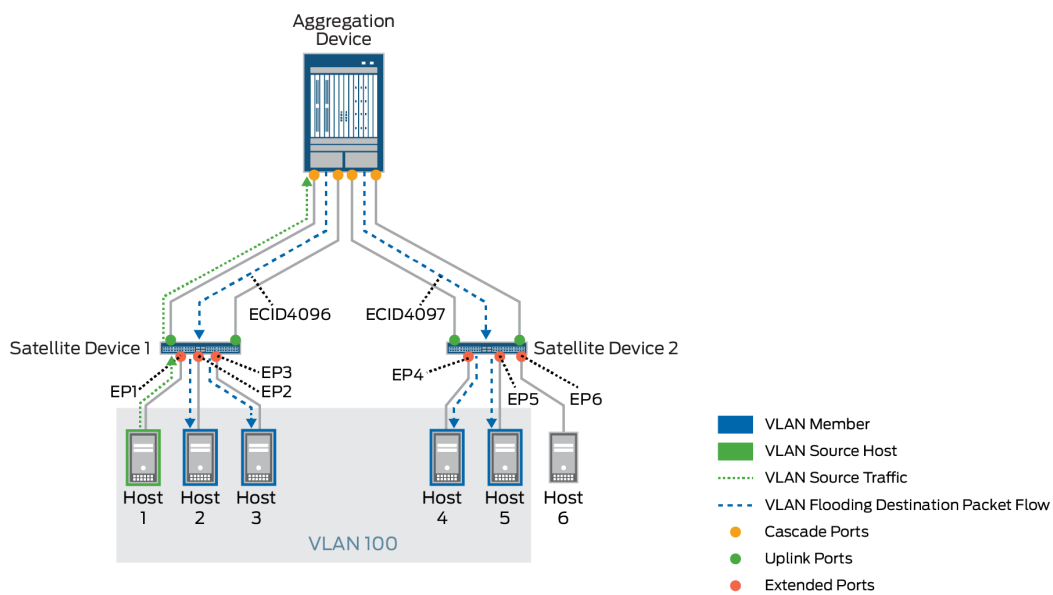 Aggregation
Device
ECID4096
ECID4097
Satellite Device 1
Satellite Device 2
EP1
EP3
EP2
EP4
EP5
EP6
Host
1
Host
2
Host
3
Host
4
Host
5
Host
6
VLAN 100
VLAN Member
VLAN Source Host
VLAN Source Traffic
VLAN Flooding Destination Packet Flow
Cascade Ports
Uplink Ports
Extended Ports